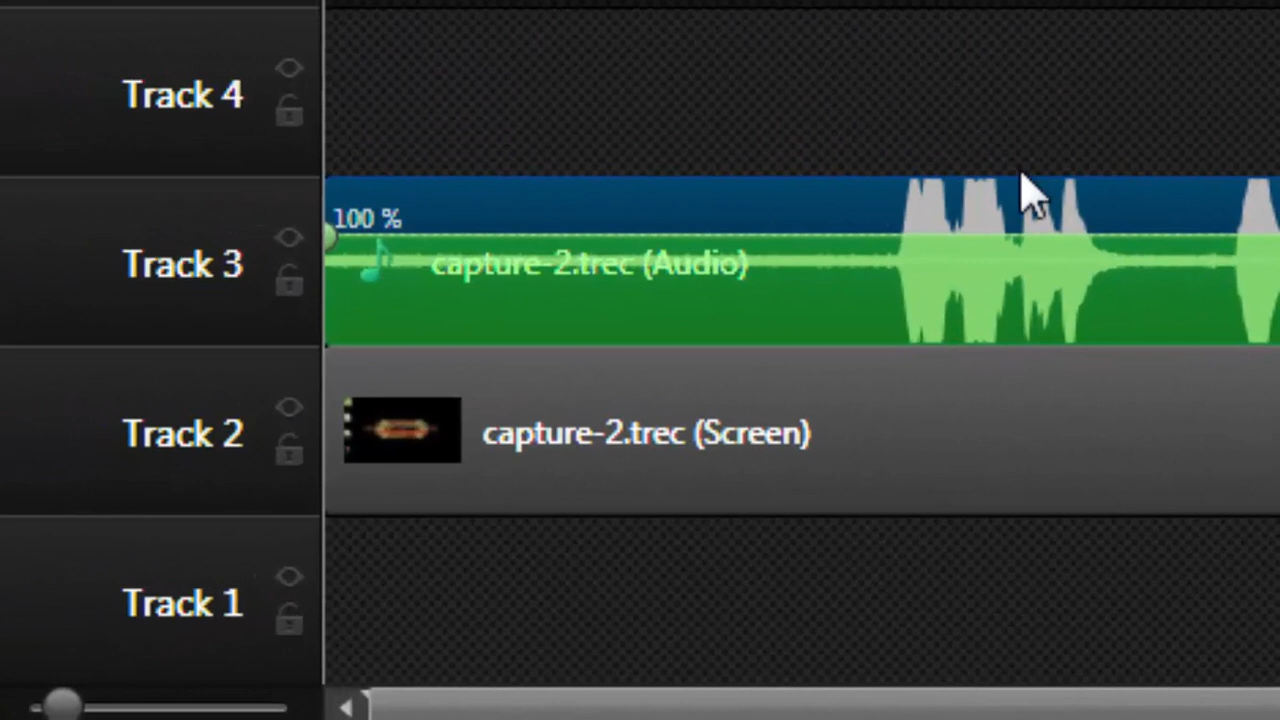 Track 4
100 %
Track 3
capture-2.trec (Audio)
Track 2
capture-2.trec (Screen)
Track 1